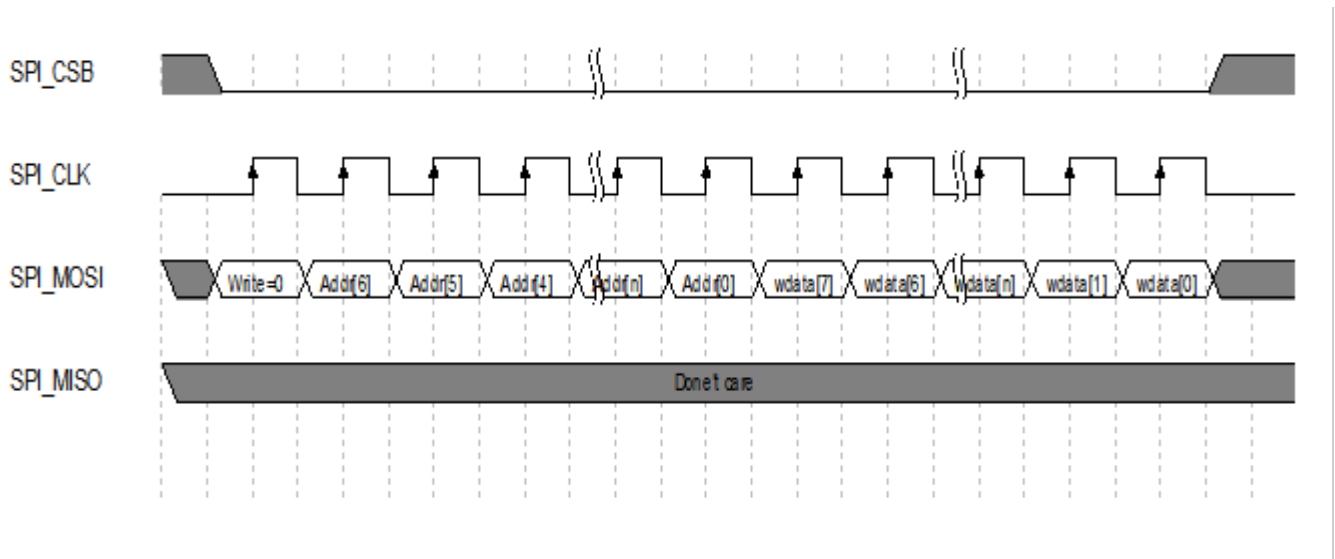 SPI_CSB
SPI_CLK
SPI_MOSI Write=0 Addr[6] Addr[5] Addr[4] Addr[n] Addr[0] wdata[7] wdata[6] wdata[n] wdata[1] wdata[0]
SPI_MISO Donet care